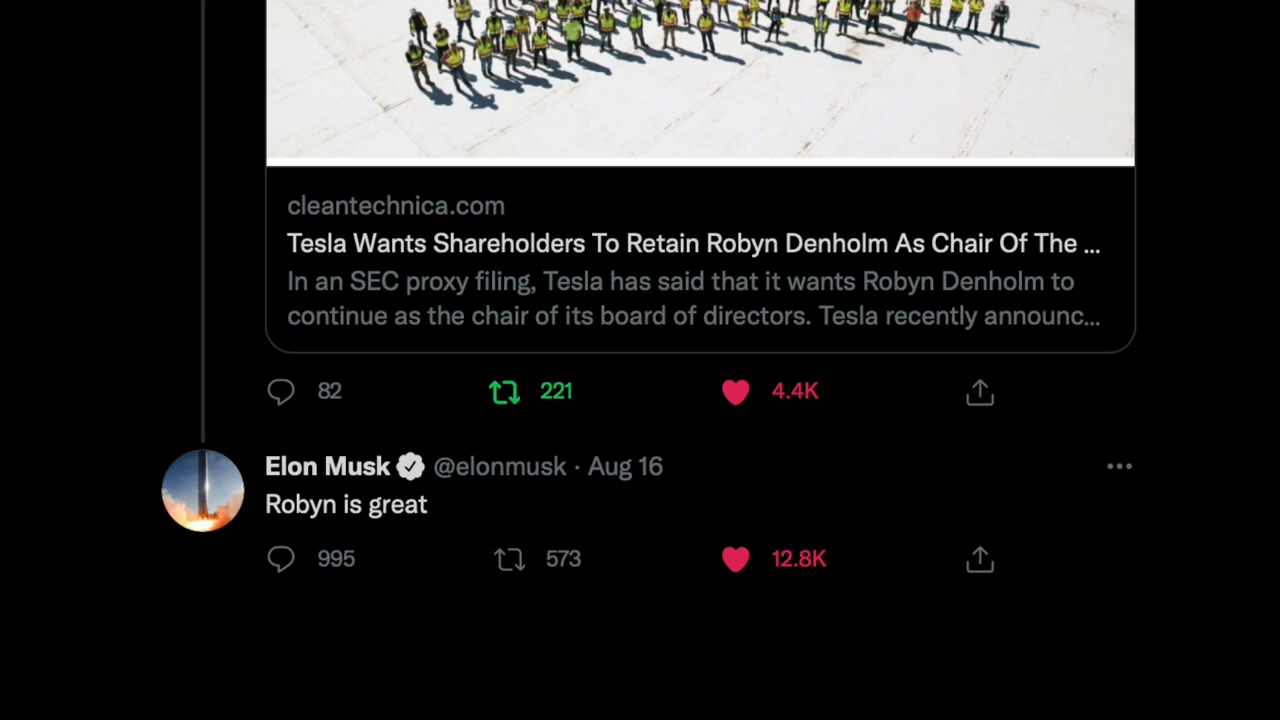 cleantechnica.com
Tesla Wants Shareholders To Retain Robyn Denholm As Chair Of The ...
In an SEC proxy filing, Tesla has said that it wants Robyn Denholm to
continue as the chair of its board of directors. Tesla recently announc...
82 221 4.4K
Elon Musk @elonmusk · Aug 16
Robyn is great
995 573 12.8K